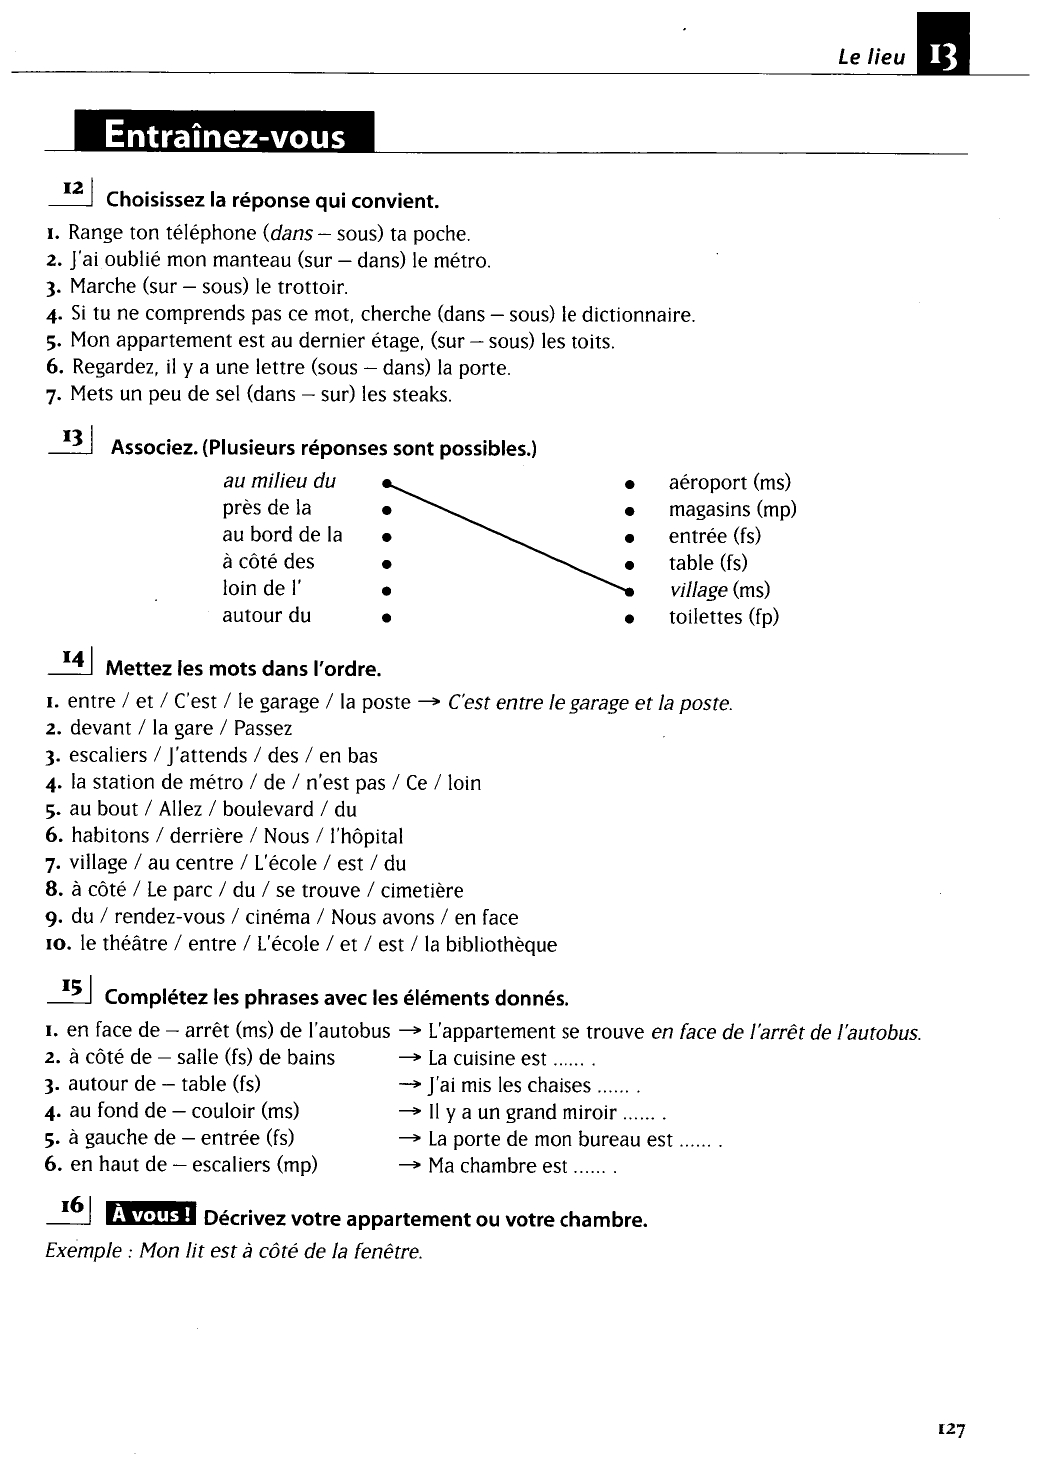 Le lieu 13
Entraînez-vous
12 Choisissez la réponse qui convient.
1. Range ton téléphone (dans – sous) ta poche.
2. J'ai oublié mon manteau (sur – dans) le métro.
3. Marche (sur – sous) le trottoir.
4. Si tu ne comprends pas ce mot, cherche (dans – sous) le dictionnaire.
5. Mon appartement est au dernier étage, (sur – sous) les toits.
6. Regardez, il y a une lettre (sous – dans) la porte.
7. Mets un peu de sel (dans – sur) les steaks.
13 Associez. (Plusieurs réponses sont possibles.)
au milieu du • • aéroport (ms)
près de la • • magasins (mp)
au bord de la • • entrée (fs)
à côté des • • table (fs)
loin de l' • • village (ms)
autour du • • toilettes (fp)
14 Mettez les mots dans l'ordre.
1. entre / et / C'est / le garage / la poste → C'est entre le garage et la poste.
2. devant / la gare / Passez
3. escaliers / J'attends / des / en bas
4. la station de métro / de / n'est pas / Ce / loin
5. au bout / Allez / boulevard / du
6. habitons / derrière / Nous / l'hôpital
7. village / au centre / L'école / est / du
8. à côté / Le parc / du / se trouve / cimetière
9. du / rendez-vous / cinéma / Nous avons / en face
10. le théâtre / entre / L'école / et / est / la bibliothèque
15 Complétez les phrases avec les éléments donnés.
1. en face de – arrêt (ms) de l'autobus → L'appartement se trouve en face de l'arrêt de l'autobus.
2. à côté de – salle (fs) de bains → La cuisine est ...... .
3. autour de – table (fs) → J'ai mis les chaises ...... .
4. au fond de – couloir (ms) → Il y a un grand miroir ...... .
5. à gauche de – entrée (fs) → La porte de mon bureau est ...... .
6. en haut de – escaliers (mp) → Ma chambre est ...... .
16 À vous ! Décrivez votre appartement ou votre chambre.
Exemple : Mon lit est à côté de la fenêtre.
127